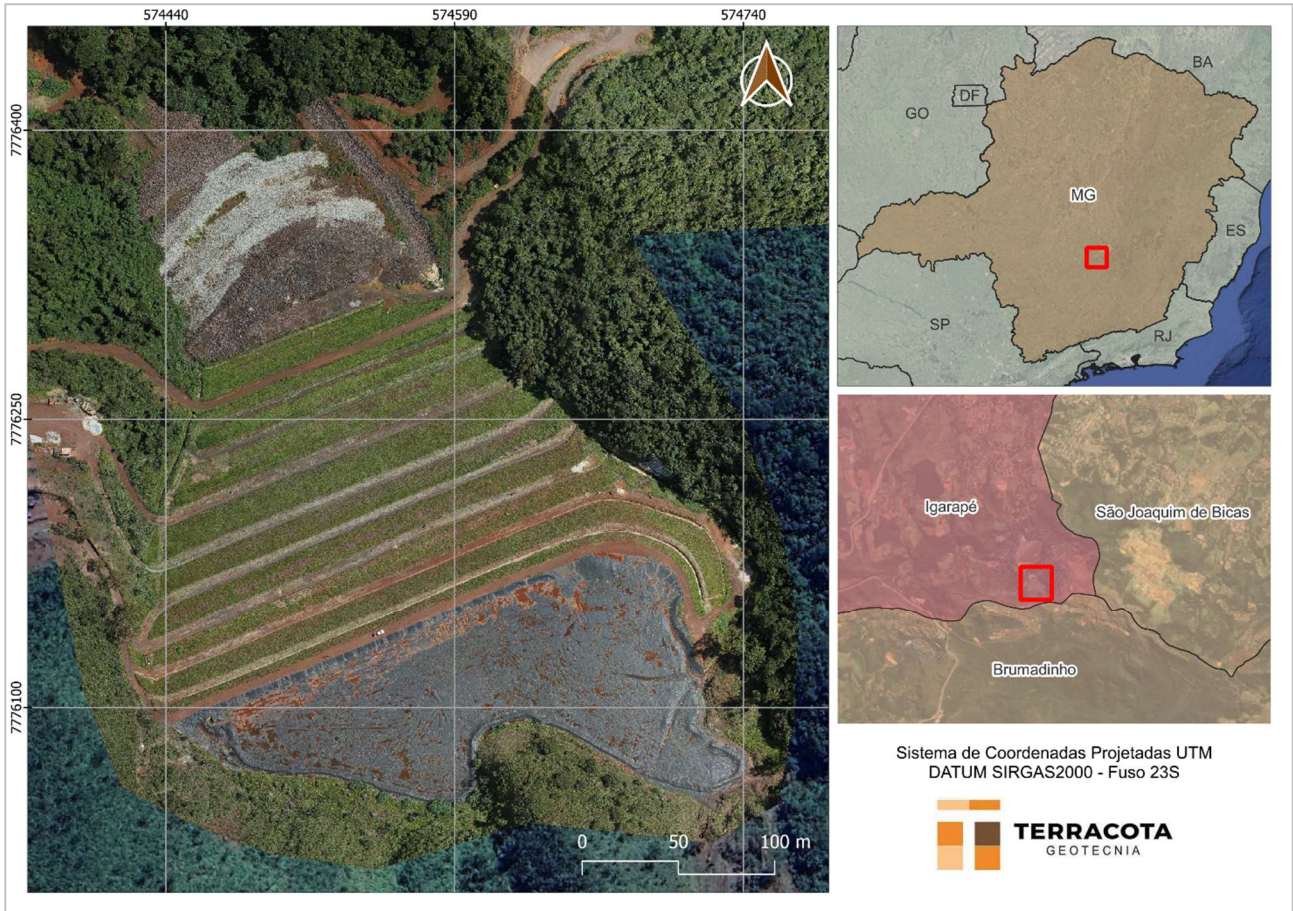 574440
574590
574740
7776400
7776250
7776100
0 50 100 m
BA
DF
GO
MG
ES
SP
RJ
Igarapé
São Joaquim de Bicas
Brumadinho
Sistema de Coordenadas Projetadas UTM
DATUM SIRGAS2000 - Fuso 23S
TERRACOTA
GEOTECNIA